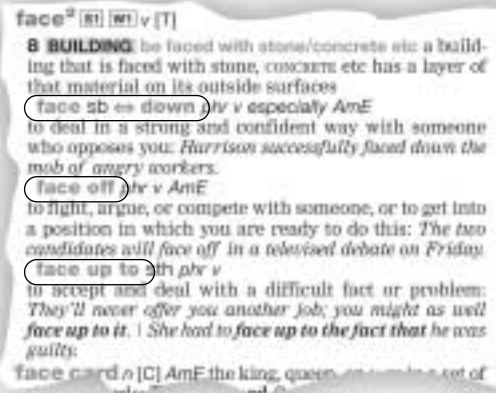 face² S1 W1 v [T]
8 BUILDING be faced with stone/concrete etc a build-
ing that is faced with stone, CONCRETE etc has a layer of
that material on its outside surfaces
face sb ⇔ down phr v especially AmE
to deal in a strong and confident way with someone
who opposes you: Harrison successfully faced down the
mob of angry workers.
face off phr v AmE
to fight, argue, or compete with someone, or to get into
a position in which you are ready to do this: The two
candidates will face off in a televised debate on Friday.
face up to sth phr v
to accept and deal with a difficult fact or problem:
They'll never offer you another job; you might as well
face up to it. | She had to face up to the fact that he was
guilty.
face card n [C] AmE the king, queen, set of